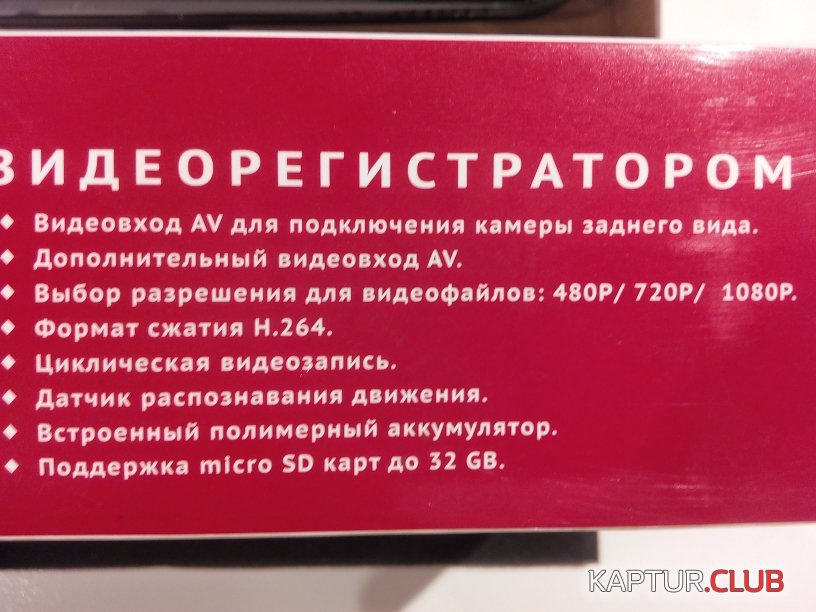 ВИДЕОРЕГИСТРАТОРОМ
Видеовход AV для подключения камеры заднего вида.
Дополнительный видеовход AV.
Выбор разрешения для видеофайлов: 480P/ 720P/ 1080P.
Формат сжатия H.264.
Циклическая видеозапись.
Датчик распознавания движения.
Встроенный полимерный аккумулятор.
Поддержка micro SD карт до 32 GB.
KAPTUR.CLUB